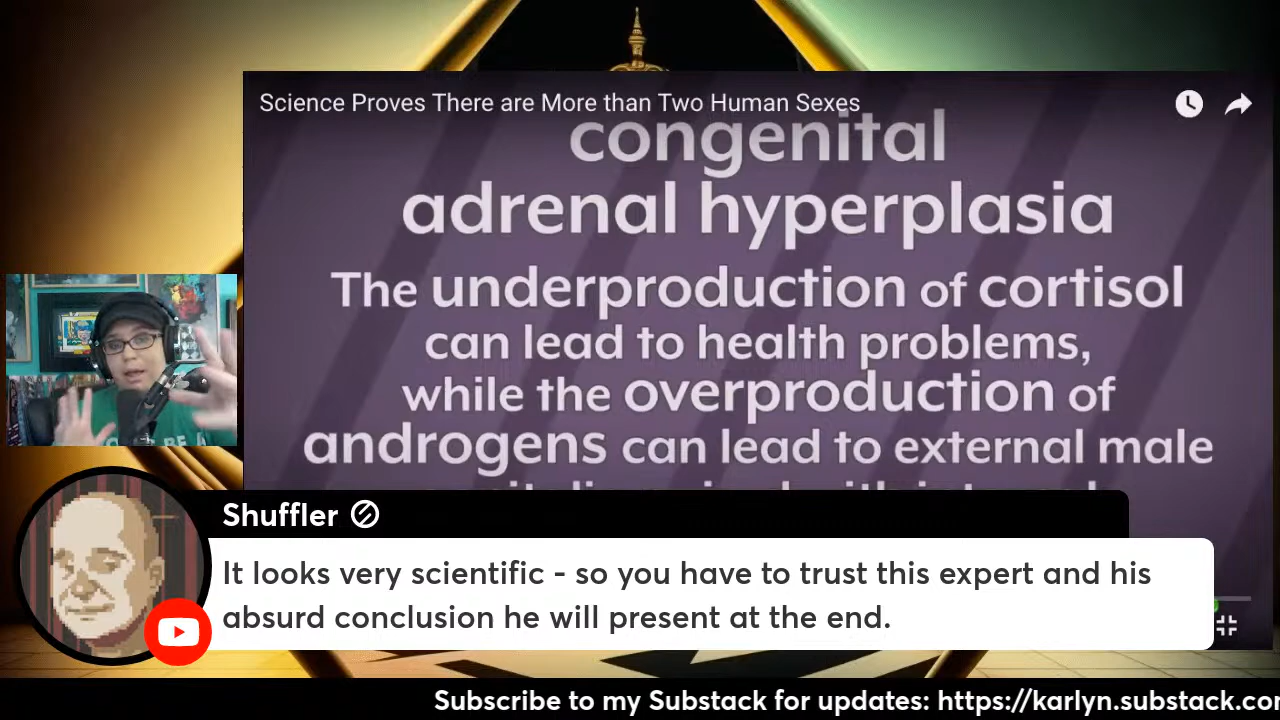 Science Proves There are More than Two Human Sexes
congenital
adrenal hyperplasia
The underproduction of cortisol
can lead to health problems,
while the overproduction of
androgens can lead to external male
Shuffler
It looks very scientific - so you have to trust this expert and his
absurd conclusion he will present at the end.
Subscribe to my Substack for updates: https://karlyn.substack.co